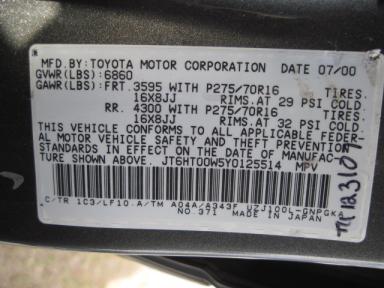 MFD.BY: TOYOTA MOTOR CORPORATION DATE 07/00
GVWR(LBS): 6860
GAWR(LBS): FRT. 3595 WITH P275/70R16 TIRES.
16X8JJ RIMS.AT 29 PSI COLD.
RR. 4300 WITH P275/70R16 TIRES.
16X8JJ RIMS.AT 32 PSI COLD.
THIS VEHICLE CONFORMS TO ALL APPLICABLE FEDER-
AL MOTOR VEHICLE SAFETY AND THEFT PREVENTION
STANDARDS IN EFFECT ON THE DATE OF MANUFAC-
TURE SHOWN ABOVE. JT6HT00W5Y0125514 MPV
C/TR 1C3/LF10.A/TM A04A/A343F UZJ100L-GNPGKA
NO.371 MADE IN JAPAN